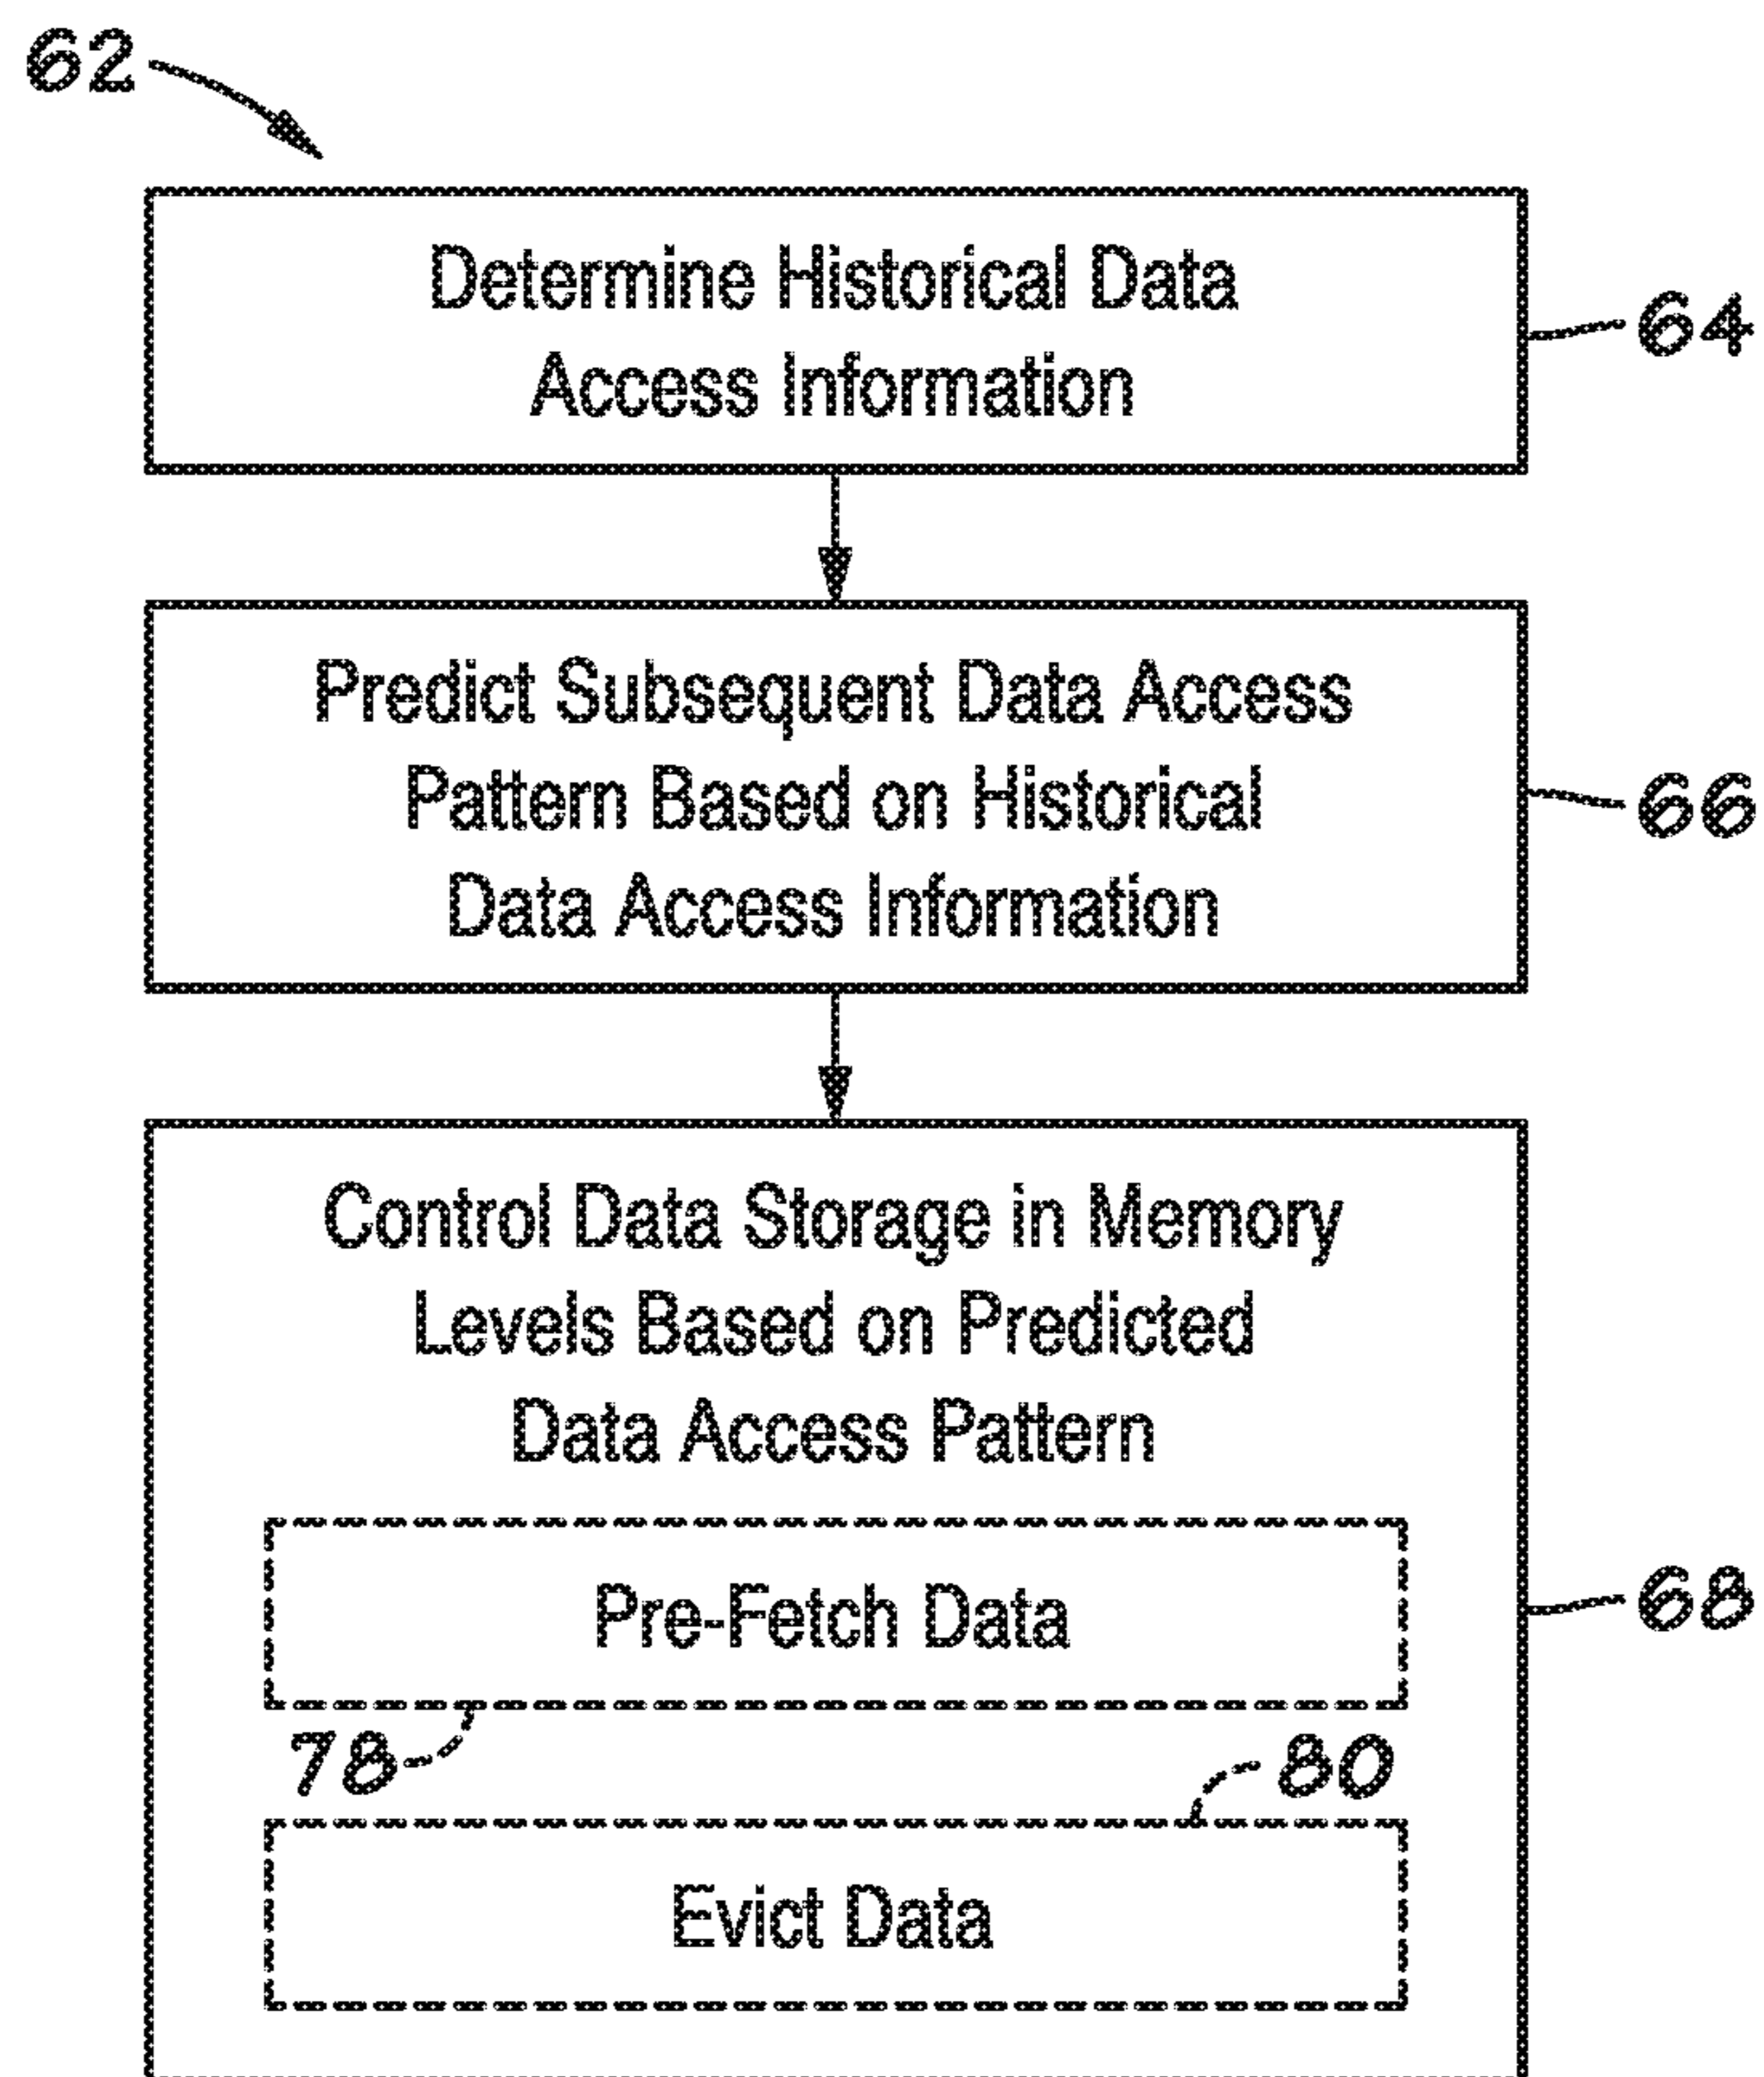 62
Determine Historical Data
Access Information
64
Predict Subsequent Data Access
Pattern Based on Historical
Data Access Information
66
Control Data Storage in Memory
Levels Based on Predicted
Data Access Pattern
Pre-Fetch Data
68
78
80
Evict Data